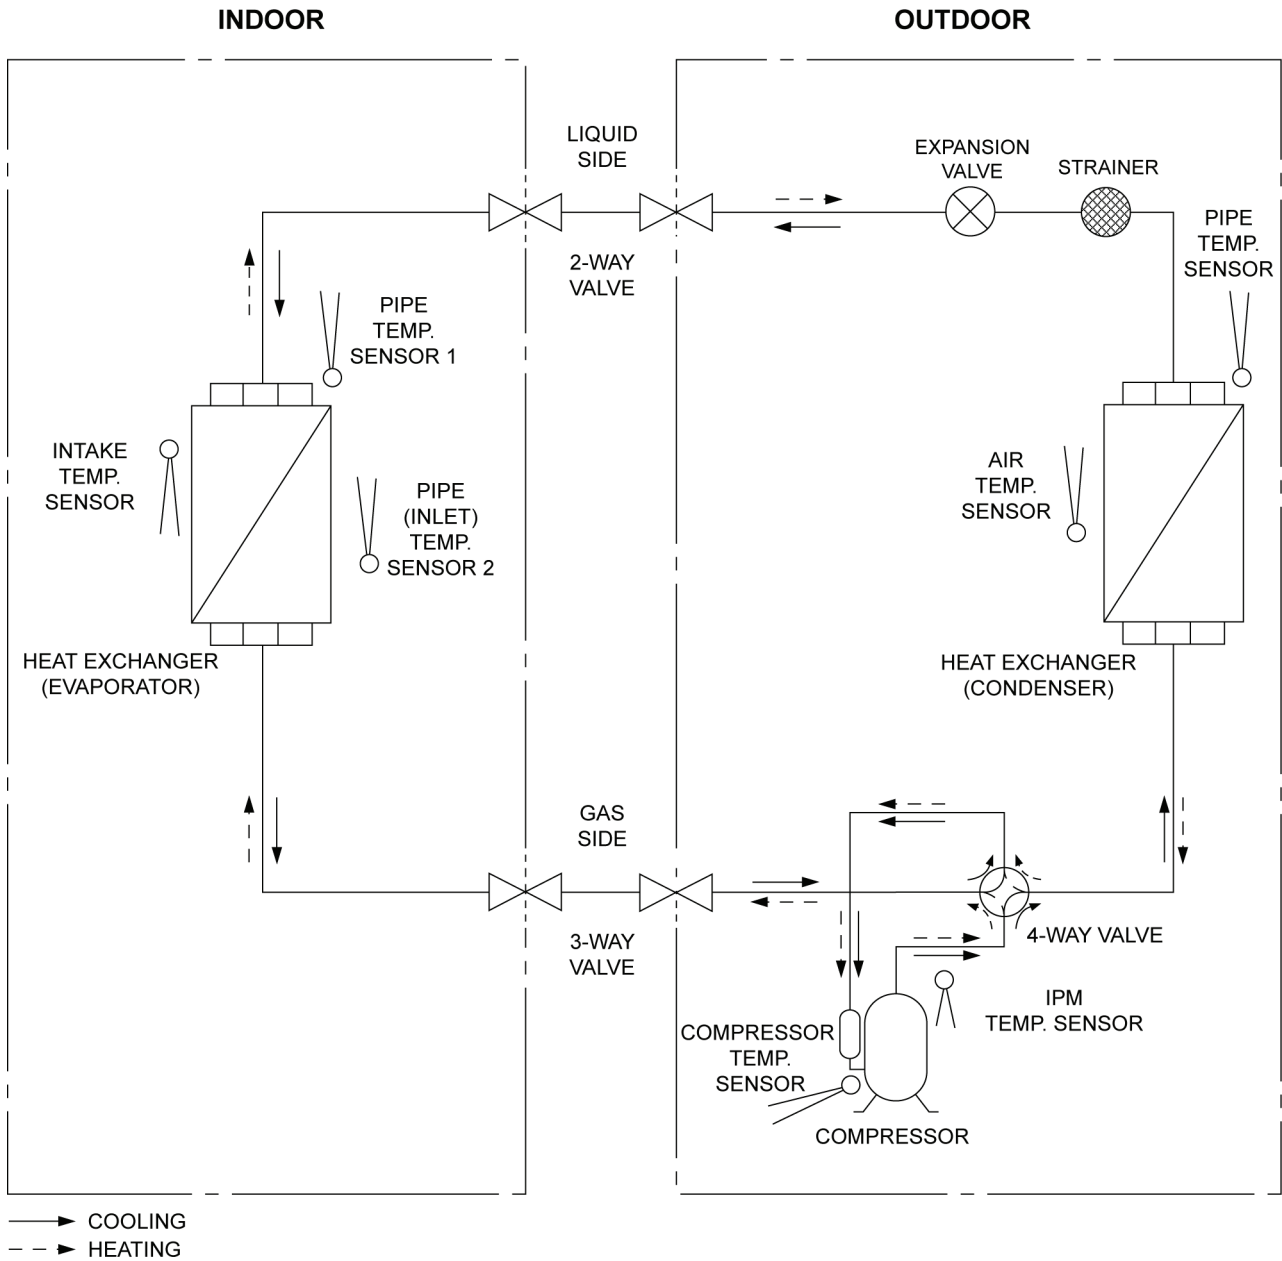 INDOOR
OUTDOOR
LIQUID
SIDE
EXPANSION
VALVE
STRAINER
PIPE
TEMP.
SENSOR
2-WAY
VALVE
PIPE
TEMP.
SENSOR 1
INTAKE
TEMP.
SENSOR
PIPE
(INLET)
TEMP.
SENSOR 2
AIR
TEMP.
SENSOR
HEAT EXCHANGER
(EVAPORATOR)
HEAT EXCHANGER
(CONDENSER)
GAS
SIDE
3-WAY
VALVE
4-WAY VALVE
IPM
TEMP. SENSOR
COMPRESSOR
TEMP.
SENSOR
COMPRESSOR
COOLING
HEATING